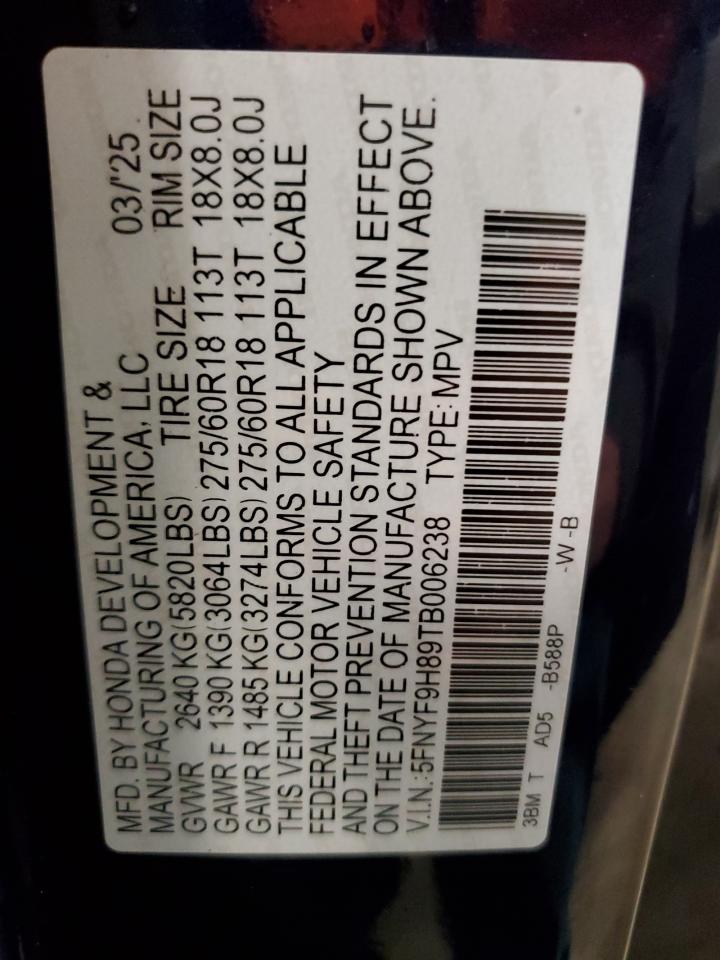 MFD. BY HONDA DEVELOPMENT &
MANUFACTURING OF AMERICA, LLC 03/'25
GVWR 2640 KG(5820LBS) TIRE SIZE RIM SIZE
GAWR F 1390 KG(3064LBS) 275/60R18 113T 18X8.0J
GAWR R 1485 KG(3274LBS) 275/60R18 113T 18X8.0J
THIS VEHICLE CONFORMS TO ALL APPLICABLE
FEDERAL MOTOR VEHICLE SAFETY
AND THEFT PREVENTION STANDARDS IN EFFECT
ON THE DATE OF MANUFACTURE SHOWN ABOVE.
V.I.N.:5FNYF9H89TB006238 TYPE:MPV
3BM T AD5 -B588P -W -B